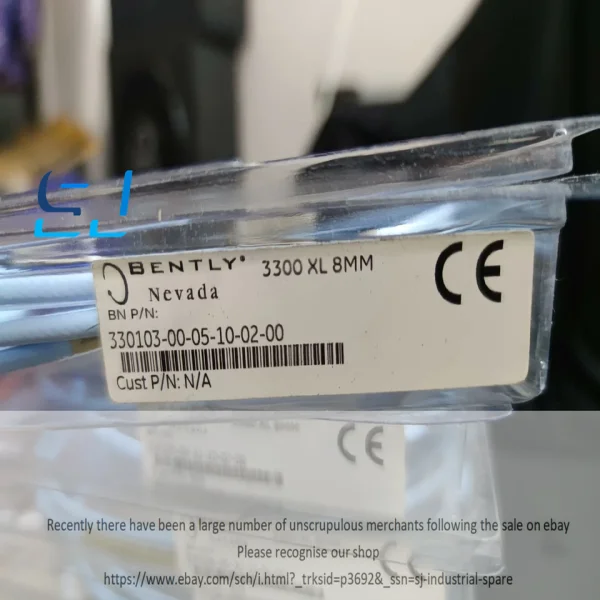 SJ
BENTLY® 3300 XL 8MM
Nevada
BN P/N:
330103-00-05-10-02-00
Cust P/N: N/A
CE
CE
Recently there have been a large number of unscrupulous merchants following the sale on ebay
Please recognise our shop
https://www.ebay.com/sch/i.html?_trksid=p3692&_ssn=sj-industrial-spare